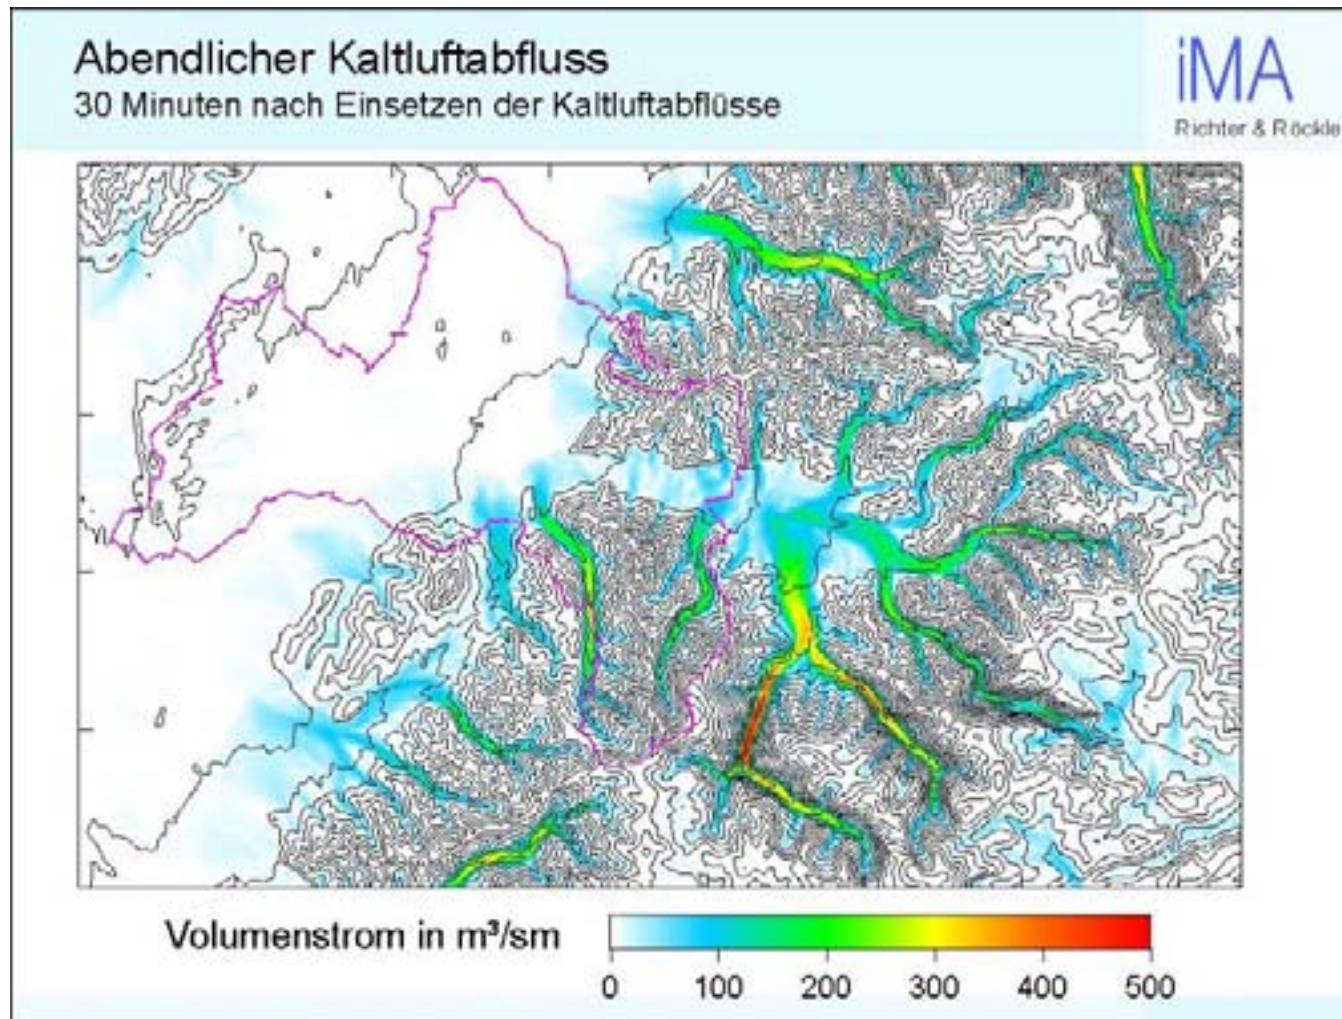 Abendlicher Kaltluftabfluss
30 Minuten nach Einsetzen der Kaltluftabflüsse
iMA
Richter & Röckle
Volumenstrom in m³/sm
0 100 200 300 400 500